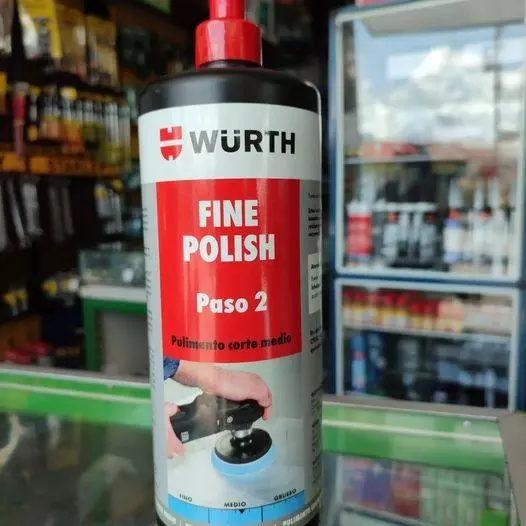 WÜRTH
FINE
POLISH
Paso 2
Pulimento corte medio
FINO MEDIO GRUESO